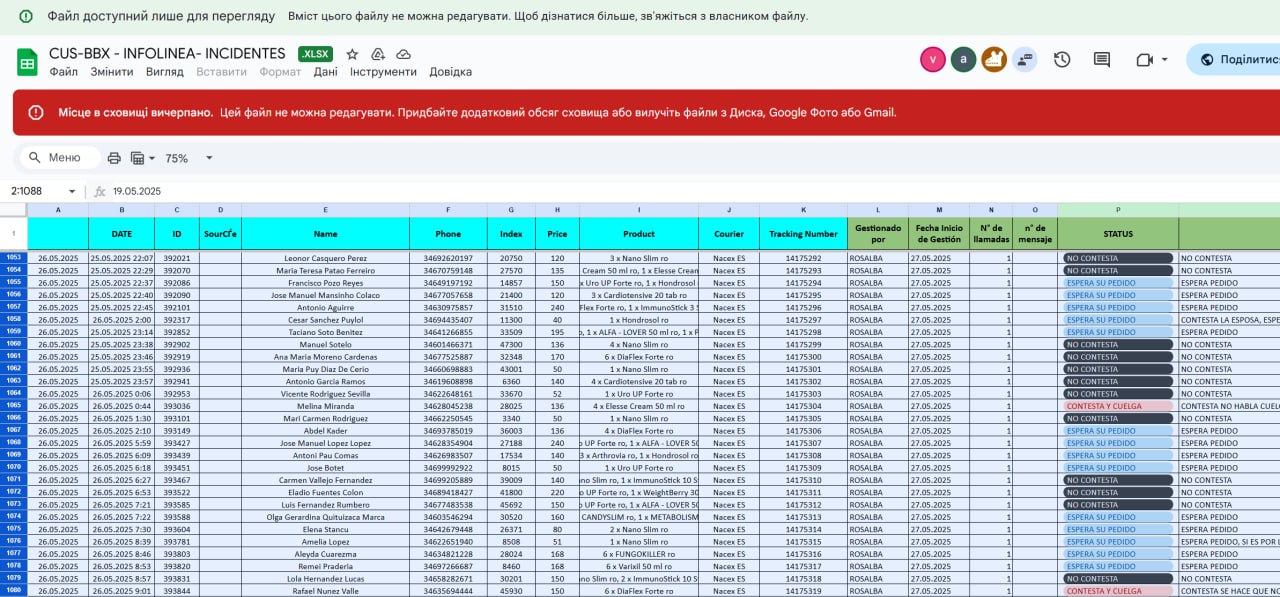 Файл доступний лише для перегляду Вміст цього файлу не можна редагувати. Щоб дізнатися більше, зв'яжіться з власником файлу.
CUS-BBX - INFOLINEA- INCIDENTES .XLSX
v a
Файл Змінити Вигляд Вставити Формат Дані Інструменти Довідка
Місце в сховищі вичерпано. Цей файл не можна редагувати. Придбайте додатковий обсяг сховища або вилучіть файли з Диска, Google Фото або Gmail.
Меню 75%
2:1088 fx 19.05.2025
A B C D E F G H I J K L M N O P
1 DATE ID Name Phone Index Price Product Courier Tracking Number Gestionado por Fecha Inicio de Gestión N° de llamadas n° de mensaje STATUS
1053 26.05.2025 25.05.2025 22:07 392021 Leonor Casquero Perez 34692620197 20750 120 3 x Nano Slim ro Nacex ES 14175292 ROSALBA 27.05.2025 1 NO CONTESTA NO CONTESTA
1054 26.05.2025 25.05.2025 22:29 392070 Maria Teresa Patao Ferreiro 34670759148 27570 135 Cream 50 ml ro, 1 x Elesse Crean Nacex ES 14175293 ROSALBA 27.05.2025 1 NO CONTESTA NO CONTESTA
1055 26.05.2025 25.05.2025 22:37 392086 Francisco Pozo Reyes 34649197192 14857 150 x Uro UP Forte ro, 1 x Hondrosol Nacex ES 14175294 ROSALBA 27.05.2025 1 ESPERA SU PEDIDO ESPERA PEDIDO
1056 26.05.2025 25.05.2025 22:40 392090 Jose Manuel Mansinho Colaco 34677057658 21400 120 3 x Cardiotensive 20 tab ro Nacex ES 14175295 ROSALBA 27.05.2025 1 ESPERA SU PEDIDO ESPERA PEDIDO
1057 26.05.2025 25.05.2025 22:45 392101 Antonio Aguirre 34630975857 31510 240 Flex Forte ro, 1 x ImmunoStick 3 Nacex ES 14175296 ROSALBA 27.05.2025 1 ESPERA SU PEDIDO ESPERA PEDIDO
1058 26.05.2025 26.05.2025 2:00 392317 Cesar Sanchez Puylol 34694435407 11300 40 1 x Hondrosol ro Nacex ES 14175297 ROSALBA 27.05.2025 1 ESPERA SU PEDIDO CONTESTA LA ESPOSA, ESPE
1059 26.05.2025 25.05.2025 23:14 392852 Taciano Soto Benitez 34641266855 33509 195 o, 1 x ALFA - LOVER 50 ml ro, 1 x F Nacex ES 14175298 ROSALBA 27.05.2025 1 ESPERA SU PEDIDO ESPERA PEDIDO
1060 26.05.2025 25.05.2025 23:38 392902 Manuel Sotelo 34601466371 47300 136 4 x Nano Slim ro Nacex ES 14175299 ROSALBA 27.05.2025 1 NO CONTESTA NO CONTESTA
1061 26.05.2025 25.05.2025 23:46 392919 Ana Maria Moreno Cardenas 34677522577 32348 170 6 x DiaFlex Forte ro Nacex ES 14175300 ROSALBA 27.05.2025 1 NO CONTESTA NO CONTESTA
1062 26.05.2025 25.05.2025 23:55 392936 Maria Puy Diaz De Cerio 34660698883 43001 50 1 x Nano Slim ro Nacex ES 14175301 ROSALBA 27.05.2025 1 NO CONTESTA NO CONTESTA
1063 26.05.2025 25.05.2025 23:57 392941 Antonio Garcia Ramos 34619608898 6360 140 4 x Cardiotensive 20 tab ro Nacex ES 14175302 ROSALBA 27.05.2025 1 NO CONTESTA NO CONTESTA
1064 26.05.2025 26.05.2025 0:06 392953 Vicente Rodriguez Sevilla 34622648161 33670 52 1 x Uro UP Forte ro Nacex ES 14175303 ROSALBA 27.05.2025 1 NO CONTESTA NO CONTESTA
1065 26.05.2025 26.05.2025 0:44 393036 Melina Miranda 34628045238 28025 136 4 x Elesse Cream 50 ml ro Nacex ES 14175304 ROSALBA 27.05.2025 1 CONTESTA Y CUELGA CONTESTA NO HABLA CUEL
1066 26.05.2025 26.05.2025 1:30 393101 Mari Carmen Rodriguez 34662250545 3340 50 1 x Nano Slim ro Nacex ES 14175305 ROSALBA 27.05.2025 1 NO CONTESTA NO CONTESTA
1067 26.05.2025 26.05.2025 2:10 393149 Abdel Kader 34693785019 36003 136 4 x DiaFlex Forte ro Nacex ES 14175306 ROSALBA 27.05.2025 1 ESPERA SU PEDIDO ESPERA PEDIDO
1068 26.05.2025 26.05.2025 5:59 393427 Jose Manuel Lopez Lopez 34628354904 27188 240 o UP Forte ro, 1 x ALFA - LOVER 50 Nacex ES 14175307 ROSALBA 27.05.2025 1 ESPERA SU PEDIDO ESPERA PEDIDO
1069 26.05.2025 26.05.2025 6:09 393439 Antoni Pau Comas 34626983507 17534 140 3 x Arthrovia ro, 1 x Hondrosol ro Nacex ES 14175308 ROSALBA 27.05.2025 1 ESPERA SU PEDIDO ESPERA PEDIDO
1070 26.05.2025 26.05.2025 6:18 393451 Jose Botet 34699992922 8015 50 1 x Uro UP Forte ro Nacex ES 14175309 ROSALBA 27.05.2025 1 ESPERA SU PEDIDO ESPERA PEDIDO
1071 26.05.2025 26.05.2025 6:27 393467 Carmen Vallejo Fernandez 34699205889 39009 140 no Slim ro, 1 x ImmunoStick 10 S Nacex ES 14175310 ROSALBA 27.05.2025 1 NO CONTESTA NO CONTESTA
1072 26.05.2025 26.05.2025 6:53 393522 Eladio Fuentes Colon 34689418427 41800 220 o UP Forte ro, 1 x WeightBerry 30 Nacex ES 14175311 ROSALBA 27.05.2025 1 NO CONTESTA NO CONTESTA
1073 26.05.2025 26.05.2025 7:21 393585 Luis Fernandez Rumbero 34677483538 45692 150 o UP Forte ro, 1 x ALFA - LOVER 50 Nacex ES 14175312 ROSALBA 27.05.2025 1 NO CONTESTA NO CONTESTA
1074 26.05.2025 26.05.2025 7:22 393588 Olga Gerardina Quituizaca Marca 34603546294 30520 160 CANDYSLIM ro, 1 x METABOLISM Nacex ES 14175313 ROSALBA 27.05.2025 1 ESPERA SU PEDIDO ESPERA PEDIDO
1075 26.05.2025 26.05.2025 7:30 393604 Elena Stancu 34642679448 26371 80 2 x Nano Slim ro Nacex ES 14175314 ROSALBA 27.05.2025 1 ESPERA SU PEDIDO ESPERA PEDIDO
1076 26.05.2025 26.05.2025 8:39 393781 Amelia Lopez 34622651940 8508 51 1 x Nano Slim ro Nacex ES 14175315 ROSALBA 27.05.2025 1 ESPERA SU PEDIDO ESPERA PEDIDO, SI ES POR L
1077 26.05.2025 26.05.2025 8:46 393803 Aleyda Cuarezma 34634821228 28024 168 6 x FUNGOKILLER ro Nacex ES 14175316 ROSALBA 27.05.2025 1 ESPERA SU PEDIDO ESPERA PEDIDO
1078 26.05.2025 26.05.2025 8:53 393820 Remei Praderia 34697266687 8460 168 6 x Varixil 50 ml ro Nacex ES 14175317 ROSALBA 27.05.2025 1 ESPERA SU PEDIDO ESPERA PEDIDO
1079 26.05.2025 26.05.2025 8:57 393831 Lola Hernandez Lucas 34658282671 30201 150 no Slim ro, 2 x ImmunoStick 10 S Nacex ES 14175318 ROSALBA 27.05.2025 1 NO CONTESTA NO CONTESTA
1080 26.05.2025 26.05.2025 9:01 393844 Rafael Nunez Valle 34635694444 45930 150 6 x DiaFlex Forte ro Nacex ES 14175319 ROSALBA 27.05.2025 1 CONTESTA Y CUELGA CONTESTA SE HACE QUE NO